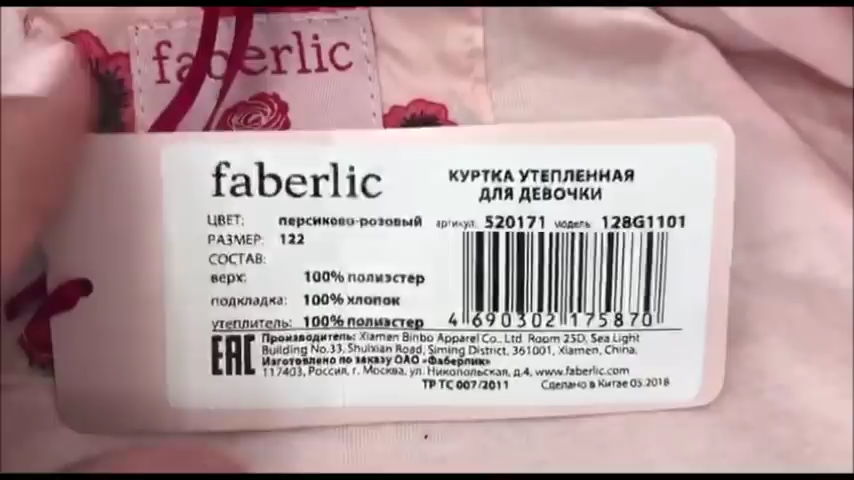 faberlic
faberlic
КУРТКА УТЕПЛЕННАЯ
ДЛЯ ДЕВОЧКИ
ЦВЕТ: персиково-розовый
артикул: 520171 модель: 128G1101
РАЗМЕР: 122
СОСТАВ:
верх: 100% полиэстер
подкладка: 100% хлопок
утеплитель: 100% полиэстер
4 690302 175870
EAC
Производитель: Xiamen Binbo Apparel Co., Ltd. Room 25D, Sea Light
Building No.33, Shuixian Road, Siming District, 361001, Xiamen, China.
Изготовлено по заказу ОАО «Фаберлик»
117403, Россия, г. Москва, ул. Никопольская, д.4, www.faberlic.com
ТР ТС 007/2011 Сделано в Китае 05.2018